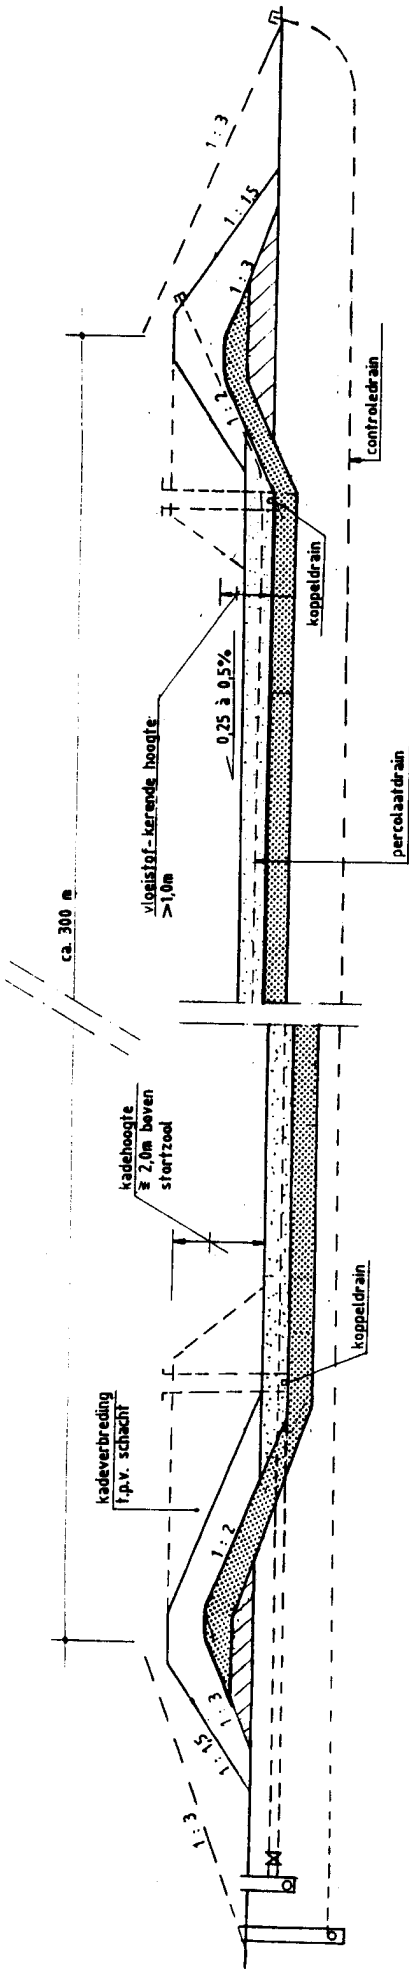 1:3
1:1,5
1:3
1:2
kadeverbreding
t.p.v. schacht
kadehoogte
≧ 2,0m boven
stortzool
koppeldrain
ca. 300 m
vloeistof-kerende hoogte
>1,0m
0,25 à 0,5%
percolaatdrain
koppeldrain
controledrain
1:2
1:3
1:1,5
1:3